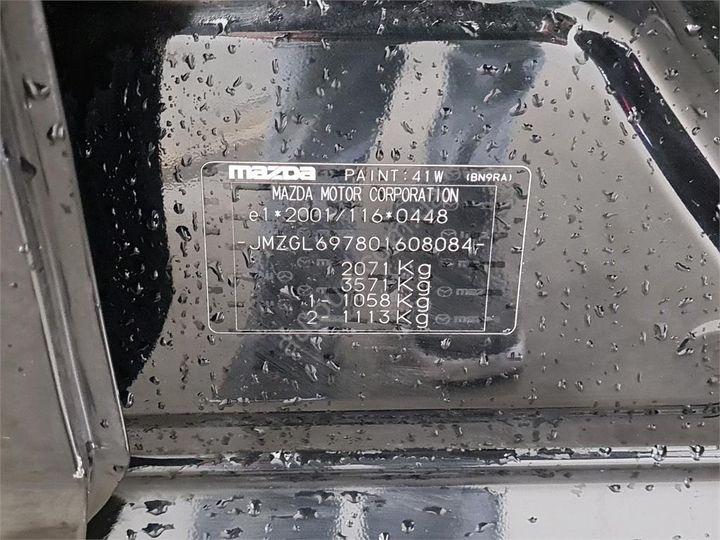 mazda PAINT:41W (BN9RA)
MAZDA MOTOR CORPORATION
e1*2001/116*0448
-JMZGL697801608084-
2071Kg
3571Kg
1- 1058Kg
2- 1113Kg